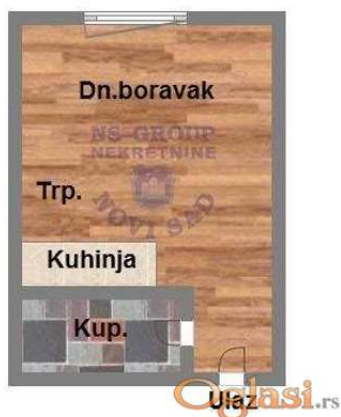 Dn.boravak
NS-GROUP
NEKRETNINE
NOVI SAD
Trp.
Kuhinja
Kup.
Ulaz
Oglasi.rs